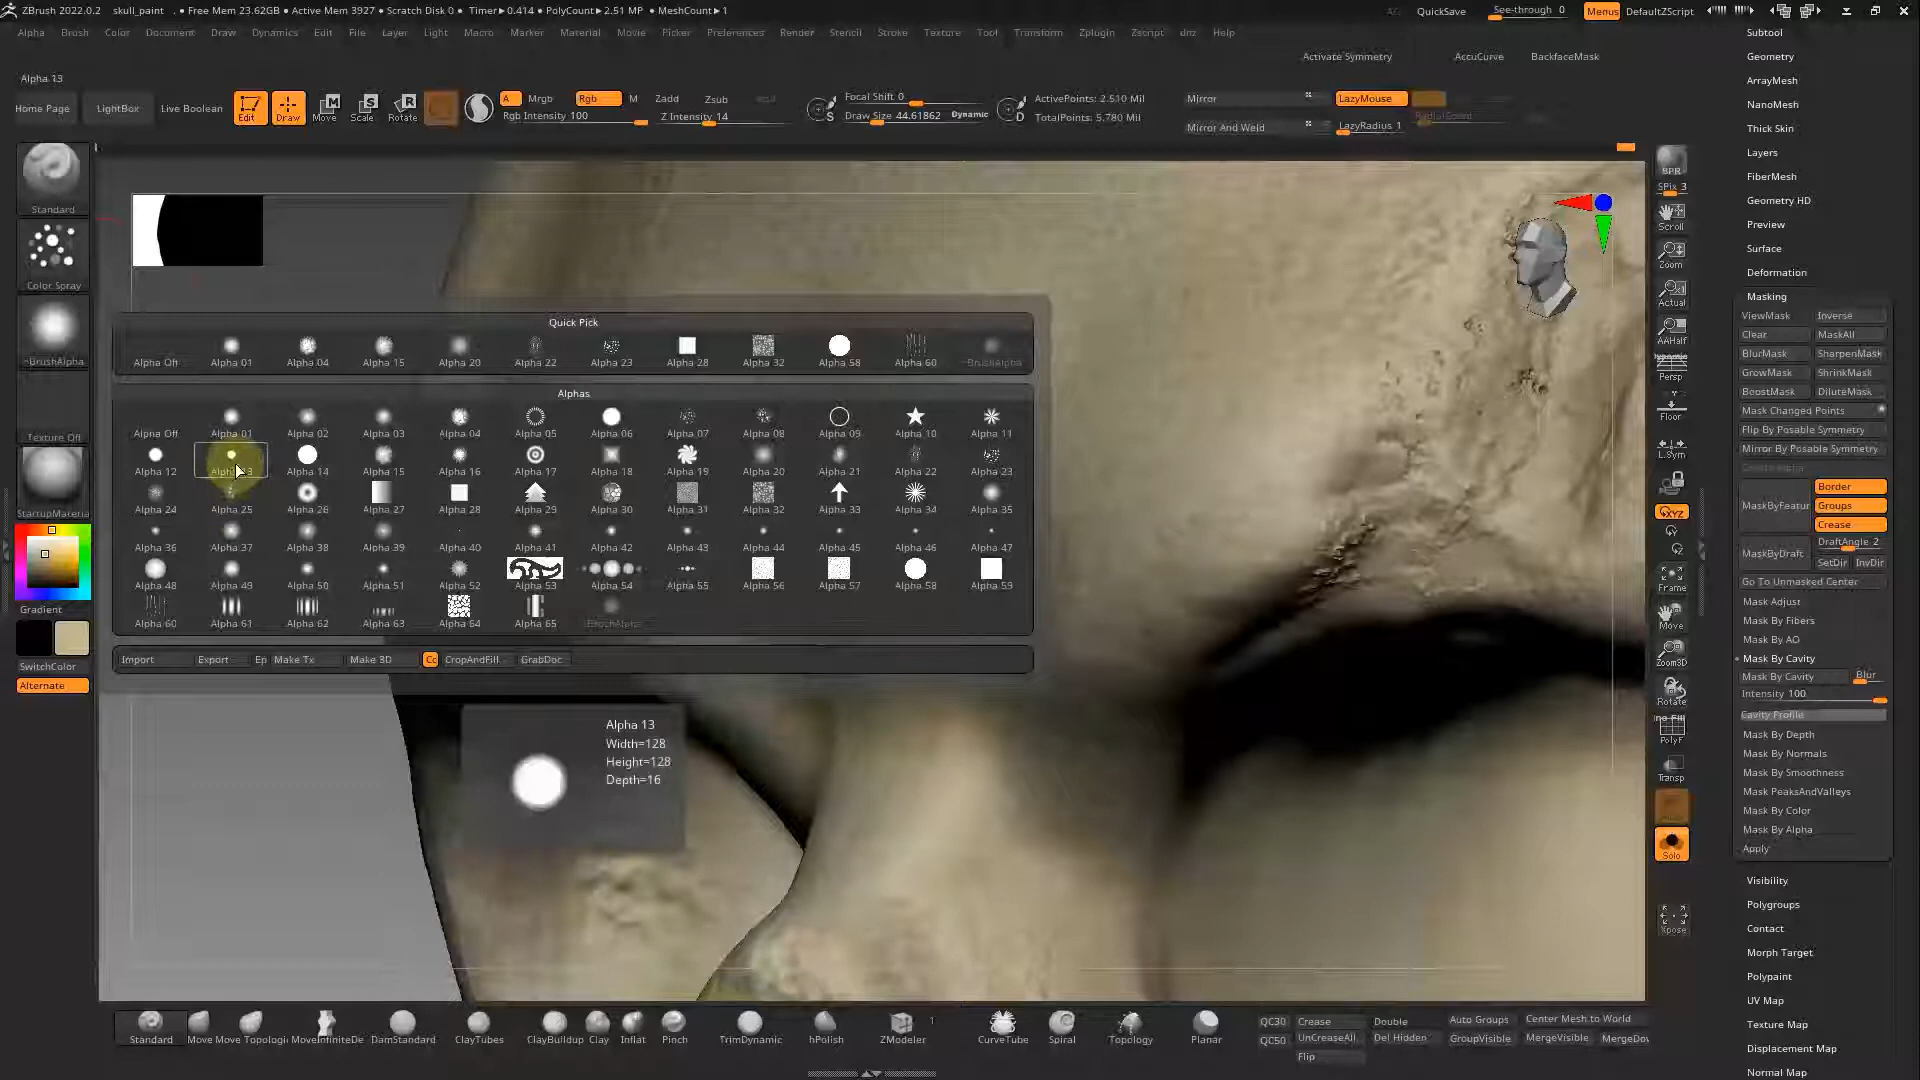 ZBrush 2022.0.2 skull_paint . • Free Mem 23.62GB • Active Mem 3927 • Scratch Disk 0 • Timer▶0.414 • PolyCount▶2.51 MP • MeshCount▶1 AC QuickSave See-through 0 Menus DefaultZScript
Alpha Brush Color Document Draw Dynamics Edit File Layer Light Macro Marker Material Movie Picker Preferences Render Stencil Stroke Texture Tool Transform Zplugin Zscript dnz Help
Activate Symmetry AccuCurve BackfaceMask
Alpha 13
Home Page LightBox Live Boolean Edit Draw Move Scale Rotate
A Mrgb Rgb M Zadd Zsub
Rgb Intensity 100 Z Intensity 14
Focal Shift 0
Draw Size 44.61862 Dynamic
ActivePoints: 2.510 Mil
TotalPoints: 5.780 Mil
Mirror LazyMouse
Mirror And Weld LazyRadius 1 RadialCount
Standard
Color Spray
~BrushAlpha
Texture Off
StartupMateria
Gradient
SwitchColor
Alternate
Quick Pick
Alpha Off Alpha 01 Alpha 04 Alpha 15 Alpha 20 Alpha 22 Alpha 23 Alpha 28 Alpha 32 Alpha 58 Alpha 60 ~BrushAlpha
Alphas
Alpha Off Alpha 01 Alpha 02 Alpha 03 Alpha 04 Alpha 05 Alpha 06 Alpha 07 Alpha 08 Alpha 09 Alpha 10 Alpha 11
Alpha 12 Alpha 13 Alpha 14 Alpha 15 Alpha 16 Alpha 17 Alpha 18 Alpha 19 Alpha 20 Alpha 21 Alpha 22 Alpha 23
Alpha 24 Alpha 25 Alpha 26 Alpha 27 Alpha 28 Alpha 29 Alpha 30 Alpha 31 Alpha 32 Alpha 33 Alpha 34 Alpha 35
Alpha 36 Alpha 37 Alpha 38 Alpha 39 Alpha 40 Alpha 41 Alpha 42 Alpha 43 Alpha 44 Alpha 45 Alpha 46 Alpha 47
Alpha 48 Alpha 49 Alpha 50 Alpha 51 Alpha 52 Alpha 53 Alpha 54 Alpha 55 Alpha 56 Alpha 57 Alpha 58 Alpha 59
Alpha 60 Alpha 61 Alpha 62 Alpha 63 Alpha 64 Alpha 65 ~BrushAlpha
Import Export Ep Make Tx Make 3D Cc CropAndFill GrabDoc
Alpha 13
Width=128
Height=128
Depth=16
BPR
SPix 3
Scroll
Zoom
Actual
AAHalf
Dynamic
Persp
Floor
L.Sym
XYZ
Frame
Move
Zoom3D
Rotate
PolyF
Transp
Solo
Xpose
Subtool
Geometry
ArrayMesh
NanoMesh
Thick Skin
Layers
FiberMesh
Geometry HD
Preview
Surface
Deformation
Masking
ViewMask Inverse
Clear MaskAll
BlurMask SharpenMask
GrowMask ShrinkMask
BoostMask DiluteMask
Mask Changed Points
Flip By Posable Symmetry
Mirror By Posable Symmetry
Create Alpha
MaskByFeatur Border
Groups
Crease
MaskByDraft DraftAngle 2
SetDir InvDir
Go To Unmasked Center
Mask Adjust
Mask By Fibers
Mask By AO
Mask By Cavity
Mask By Cavity Blur
Intensity 100
Cavity Profile
Mask By Depth
Mask By Normals
Mask By Smoothness
Mask PeaksAndValleys
Mask By Color
Mask By Alpha
Apply
Visibility
Polygroups
Contact
Morph Target
Polypaint
UV Map
Texture Map
Displacement Map
Normal Map
Standard Move Move Topologi MoveInfiniteDe DamStandard ClayTubes ClayBuildup Clay Inflat Pinch TrimDynamic hPolish ZModeler 1 CurveTube Spiral Topology Planar
QC30 Crease Double Auto Groups Center Mesh to World
QC50 UnCreaseAll Del Hidden GroupVisible MergeVisible MergeDow
Flip